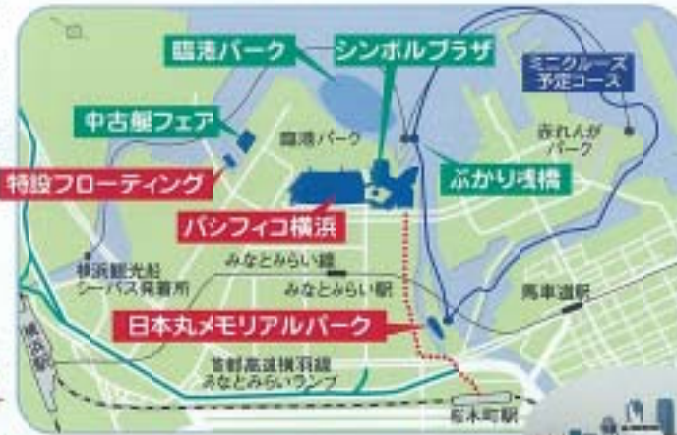 臨港パーク
シンボルプラザ
ミニクルーズ
予定コース
中古艇フェア
臨港パーク
赤れんが
パーク
特設フローティング
ぷかり桟橋
パシフィコ横浜
横浜観光船
シーバス発着所
みなとみらい線
みなとみらい駅
馬車道駅
日本丸メモリアルパーク
横浜駅
首都高速横羽線
みなとみらいランプ
桜木町駅